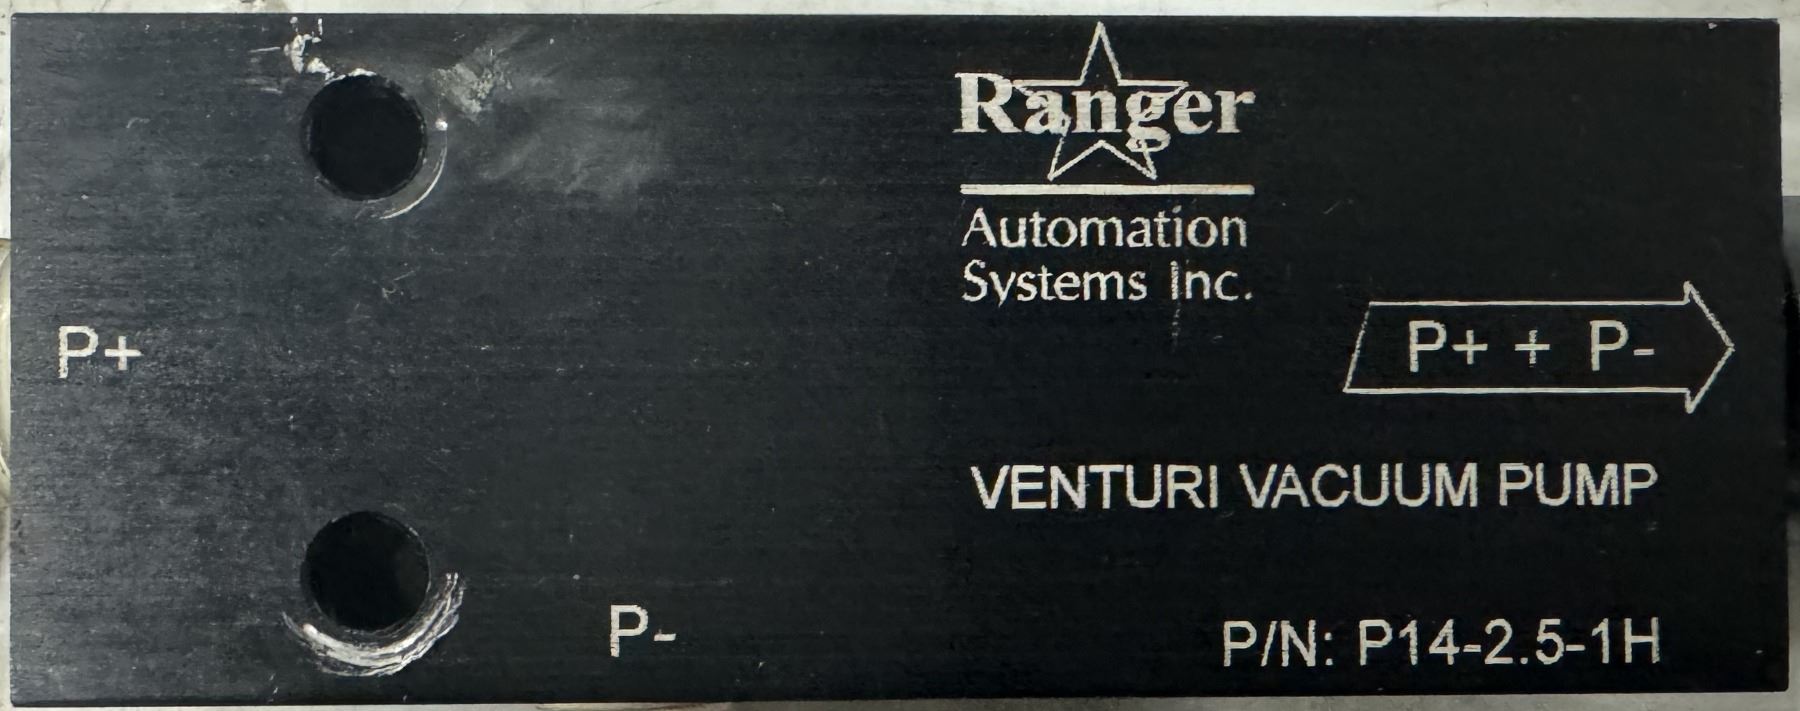 Ranger
Automation
Systems Inc.
P+
P+ + P-
VENTURI VACUUM PUMP
P-
P/N: P14-2.5-1H